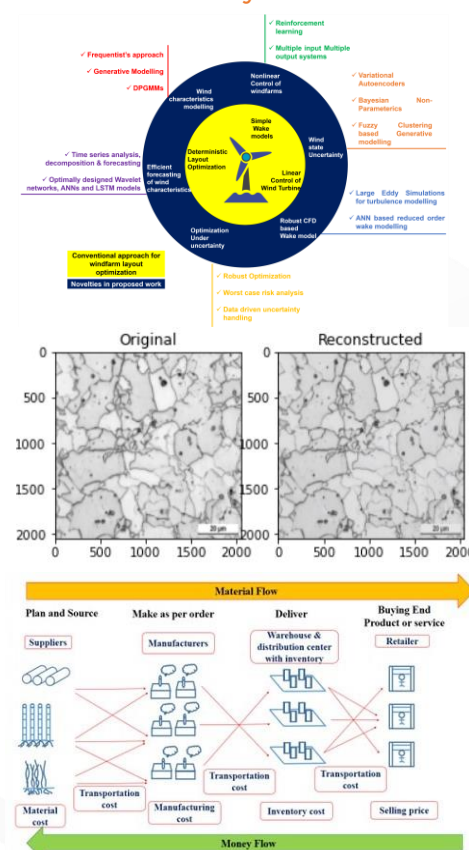 ✓ Reinforcement
learning
✓ Multiple input Multiple
output systems
✓ Frequentist's approach
✓ Generative Modelling
✓ DPGMMs
✓ Variational
Autoencoders
✓ Bayesian Non-
Parameterics
✓ Fuzzy Clustering
based Generative
modelling
✓ Time series analysis,
decomposition & forecasting
✓ Optimally designed Wavelet
networks, ANNs and LSTM models
✓ Large Eddy Simulations
for turbulence modelling
✓ ANN based reduced order
wake modelling
✓ Robust Optimization
✓ Worst case risk analysis
✓ Data driven uncertainty
handling
Nonlinear
Control of
windfarms
Wind
characteristics
modelling
Wind
state
Uncertainty
Efficient
forecasting
of wind
characteristics
Robust CFD
based
Wake model
Optimization
Under
uncertainty
Simple
Wake
models
Deterministic
Layout
Optimization
Linear
Control of
Wind Turbine
Conventional approach for
windfarm layout
optimization
Novelties in proposed work
Original
Reconstructed
0
500
1000
1500
2000
0 500 1000 1500 2000
20 µm
0
500
1000
1500
2000
0 500 1000 1500 2000
20 µm
Material Flow
Plan and Source
Make as per order
Deliver
Buying End
Product or service
Suppliers
Manufacturers
Warehouse &
distribution center
with inventory
Retailer
Material
cost
Transportation
cost
Manufacturing
cost
Transportation
cost
Inventory cost
Transportation
cost
Selling price
Money Flow